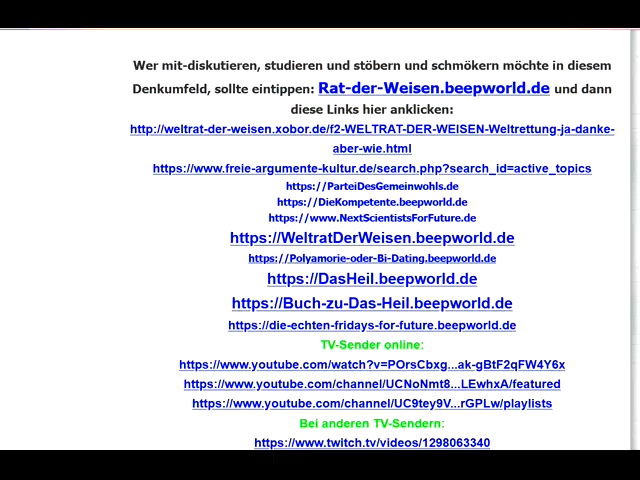 Wer mit-diskutieren, studieren und stöbern und schmökern möchte in diesem
Denkumfeld, sollte eintippen: Rat-der-Weisen.beepworld.de und dann
diese Links hier anklicken:
http://weltrat-der-weisen.xobor.de/f2-WELTRAT-DER-WEISEN-Weltrettung-ja-danke-
aber-wie.html
https://www.freie-argumente-kultur.de/search.php?search_id=active_topics
https://ParteiDesGemeinwohls.de
https://DieKompetente.beepworld.de
https://www.NextScientistsForFuture.de
https://WeltratDerWeisen.beepworld.de
https://Polyamorie-oder-Bi-Dating.beepworld.de
https://DasHeil.beepworld.de
https://Buch-zu-Das-Heil.beepworld.de
https://die-echten-fridays-for-future.beepworld.de
TV-Sender online:
https://www.youtube.com/watch?v=POrsCbxg...ak-gBtF2qFW4Y6x
https://www.youtube.com/channel/UCNoNmt8...LEwhxA/featured
https://www.youtube.com/channel/UC9tey9V...rGPLw/playlists
Bei anderen TV-Sendern:
https://www.twitch.tv/videos/1298063340